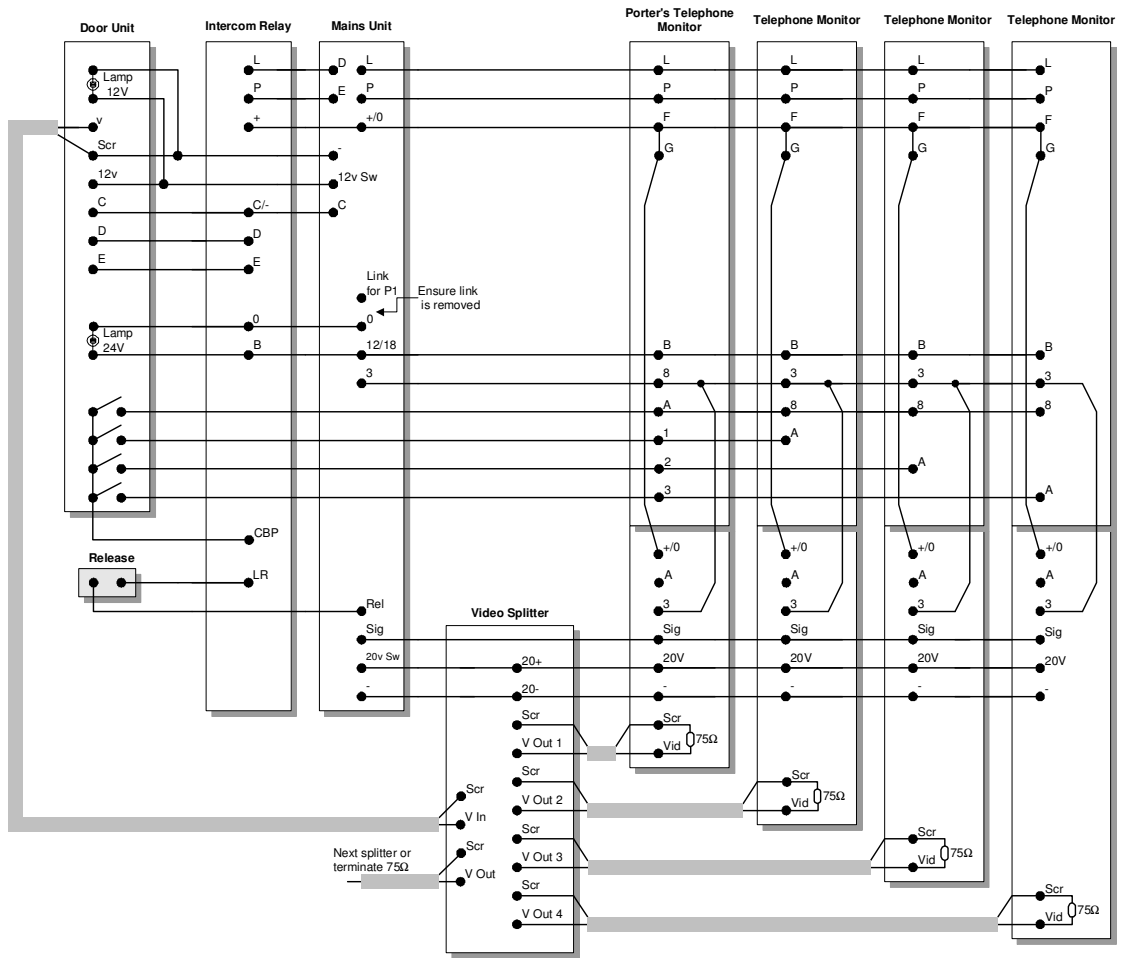 Door Unit
Intercom Relay
Mains Unit
Porter's Telephone
Monitor
Telephone Monitor
Telephone Monitor
Telephone Monitor
L D L L L L L
Lamp
12V
P E P P P P P
v + +/0 F F F F
Scr - G G G G
12v 12v Sw
C C/- C
D D
E E
Link
for P1
Ensure link
is removed
0 0
Lamp
24V
B 12/18 B B B B
3 8 3 3 3
A 8 8 8
1 A
2 A
3 A
CBP
Release
LR
+/0 +/0 +/0 +/0
A A A A
Rel 3 3 3 3
Video Splitter
Sig Sig Sig Sig Sig
20v Sw 20+ 20V 20V 20V 20V
- 20- - - - -
Scr Scr
V Out 1 Vid 75Ω
Scr Scr
V Out 2 Vid 75Ω
Scr
V In
Scr Scr
V Out 3 Vid 75Ω
Next splitter or
terminate 75Ω
Scr
V Out
Scr Scr
V Out 4 Vid 75Ω